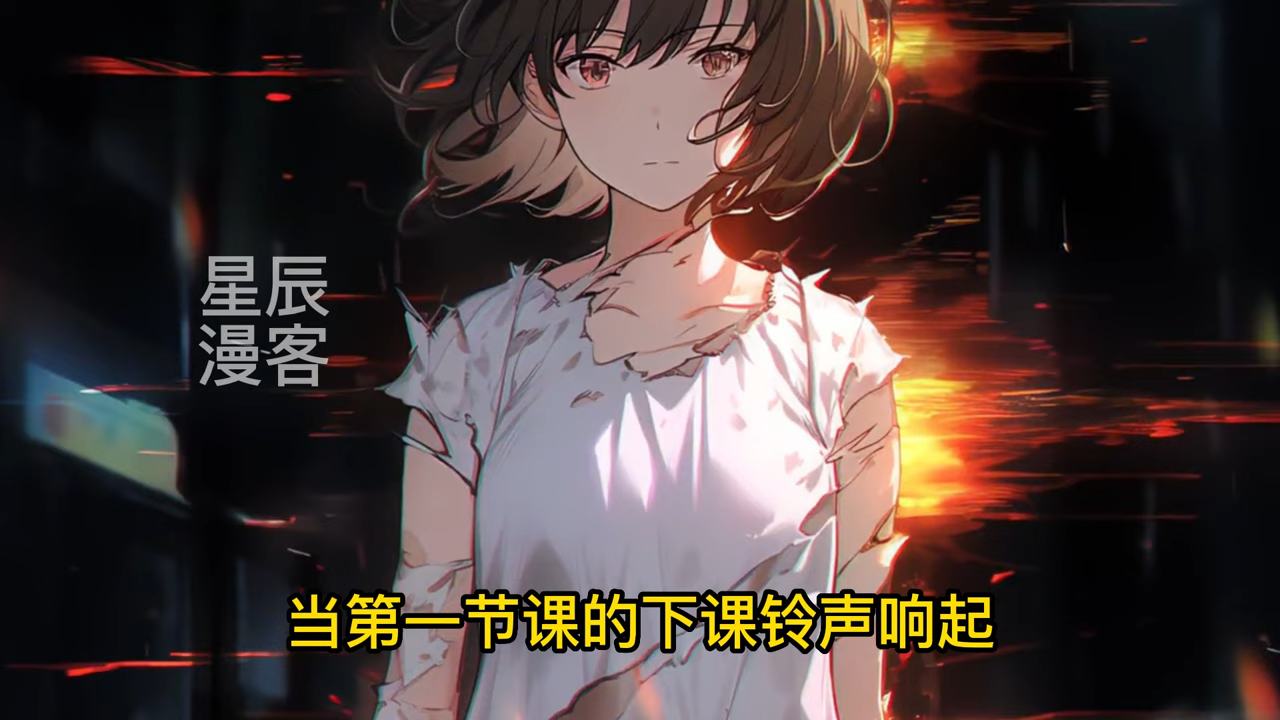 星辰
漫客
当第一节课的下课铃声响起